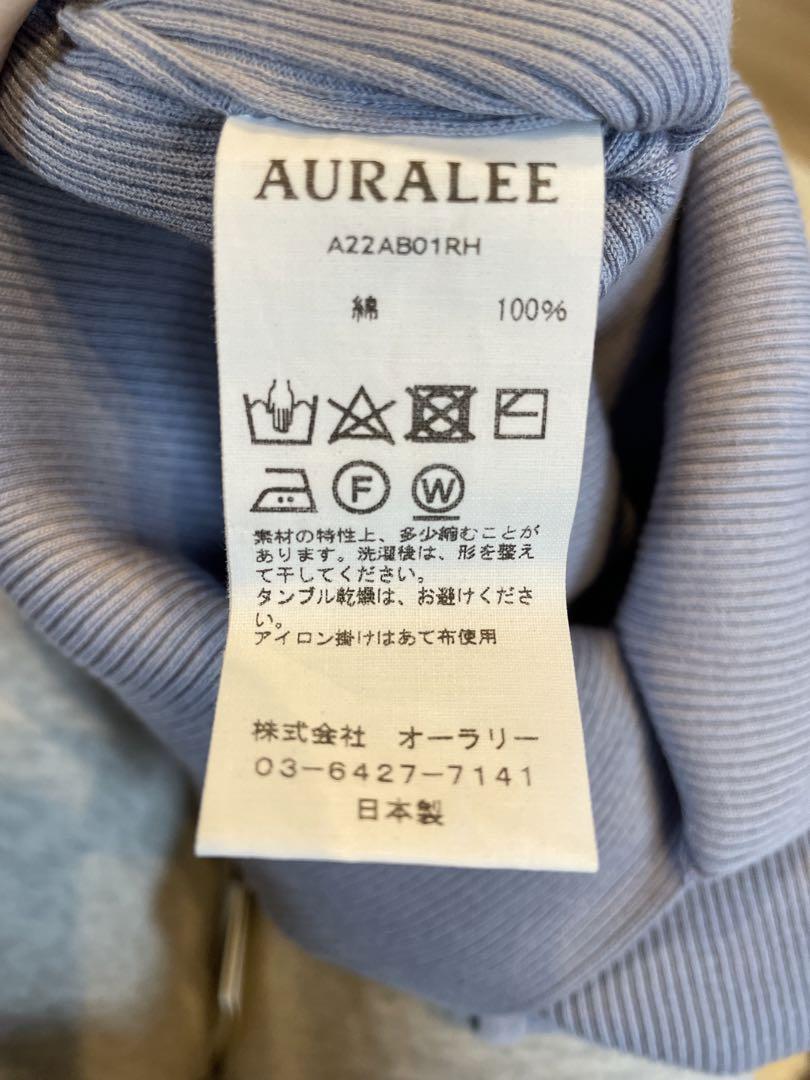 AURALEE
A22AB01RH
綿 100%
F W
素材の特性上、多少縮むことが
あります。洗濯後は、形を整え
て干してください。
タンブル乾燥は、お避けくださ
い。
アイロン掛けはあて布使用
株式会社 オーラリー
03-6427-7141
日本製